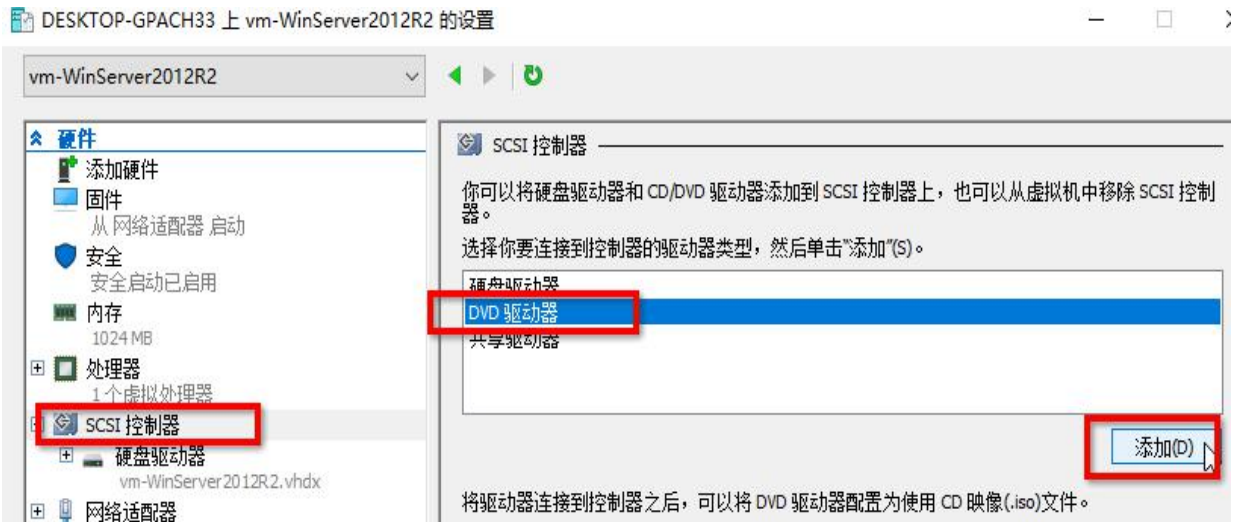 DESKTOP-GPACH33 上 vm-WinServer2012R2 的设置
vm-WinServer2012R2
硬件
添加硬件
固件
从 网络适配器 启动
安全
安全启动已启用
内存
1024 MB
处理器
1 个虚拟处理器
SCSI 控制器
硬盘驱动器
vm-WinServer2012R2.vhdx
网络适配器
SCSI 控制器
你可以将硬盘驱动器和 CD/DVD 驱动器添加到 SCSI 控制器上，也可以从虚拟机中移除 SCSI 控制
器。
选择你要连接到控制器的驱动器类型，然后单击"添加"(S)。
硬盘驱动器
DVD 驱动器
共享驱动器
添加(D)
将驱动器连接到控制器之后，可以将 DVD 驱动器配置为使用 CD 映像(.iso)文件。